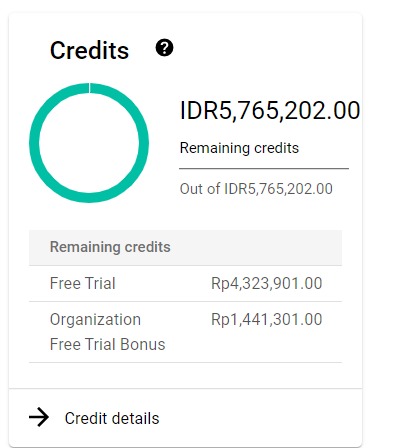 Credits
IDR5,765,202.00
Remaining credits
Out of IDR5,765,202.00
Remaining credits
Free Trial Rp4,323,901.00
Organization Rp1,441,301.00
Free Trial Bonus
Credit details